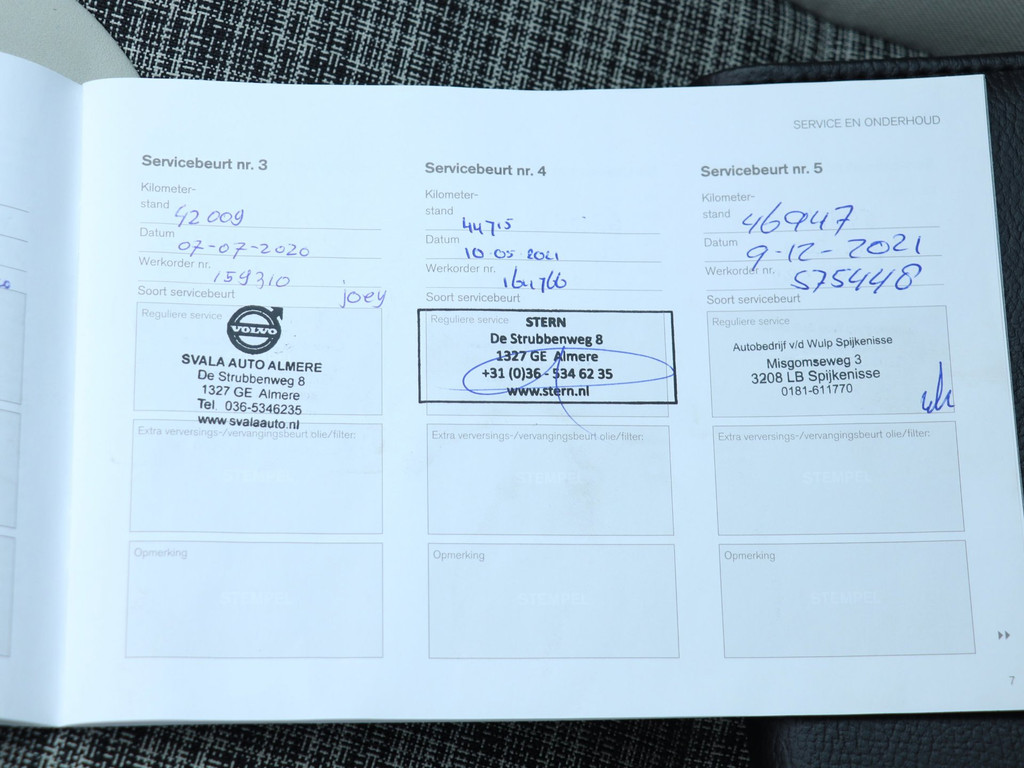 SERVICE EN ONDERHOUD
Servicebeurt nr. 3
Kilometer-
stand 42 009
Datum 07-07-2020
Werkorder nr. 159310
Soort servicebeurt joey
Reguliere service
VOLVO
SVALA AUTO ALMERE
De Strubbenweg 8
1327 GE Almere
Tel. 036-5346235
www.svalaauto.nl
Extra verversings-/vervangingsbeurt olie/filter:
STEMPEL
Opmerking
STEMPEL
Servicebeurt nr. 4
Kilometer-
stand 44715
Datum 10-05-2021
Werkorder nr. 164766
Soort servicebeurt
Reguliere service
STERN
De Strubbenweg 8
1327 GE Almere
+31 (0)36 - 534 62 35
www.stern.nl
Extra verversings-/vervangingsbeurt olie/filter:
STEMPEL
Opmerking
STEMPEL
Servicebeurt nr. 5
Kilometer-
stand 46947
Datum 9-12-2021
Werkorder nr. 575448
Soort servicebeurt
Reguliere service
Autobedrijf v/d Wulp Spijkenisse
Misgomseweg 3
3208 LB Spijkenisse
0181-611770
Extra verversings-/vervangingsbeurt olie/filter:
STEMPEL
Opmerking
STEMPEL
7